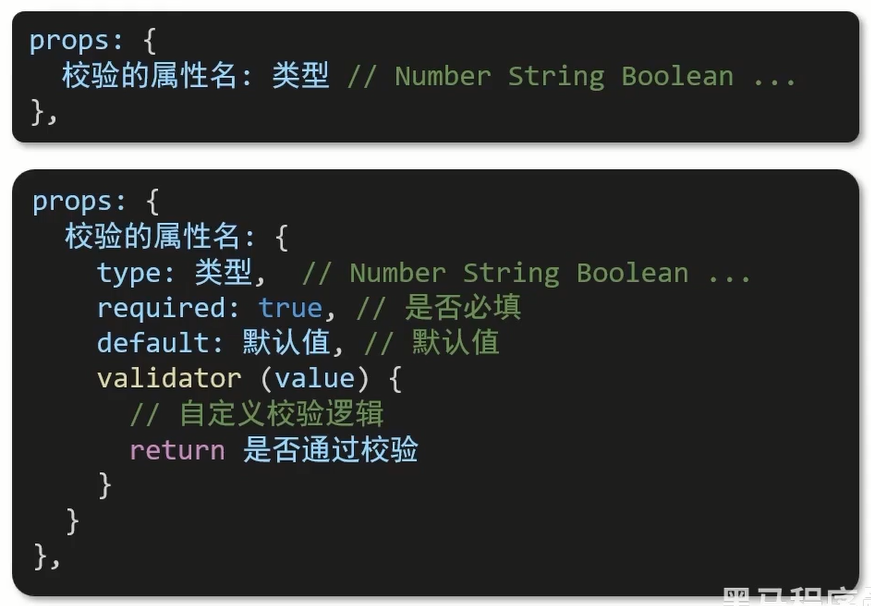 props: {
  校验的属性名: 类型 // Number String Boolean ...
},
props: {
  校验的属性名: {
    type: 类型,  // Number String Boolean ...
    required: true, // 是否必填
    default: 默认值, // 默认值
    validator (value) {
      // 自定义校验逻辑
      return 是否通过校验
    }
  }
},
黑马程序